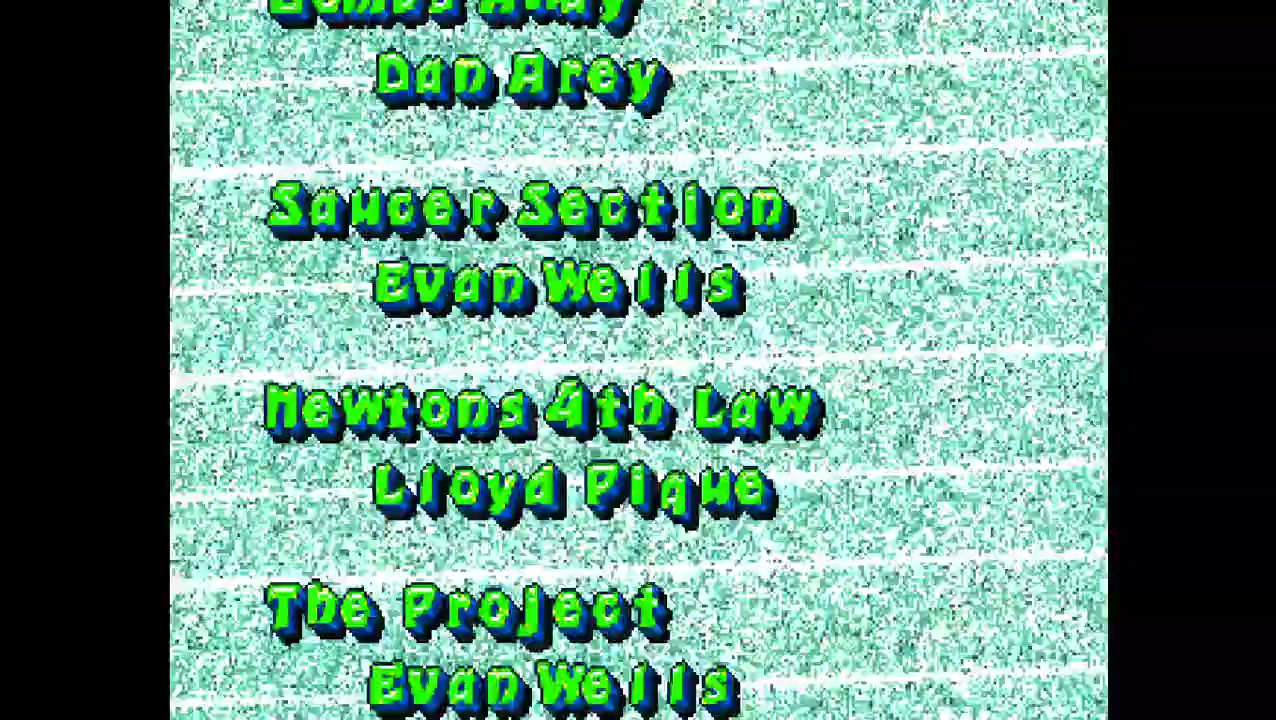 Dan Arey
Saucer Section
Evan Wells
Newtons 4th Law
Lloyd Pique
The Project
Evan Wells